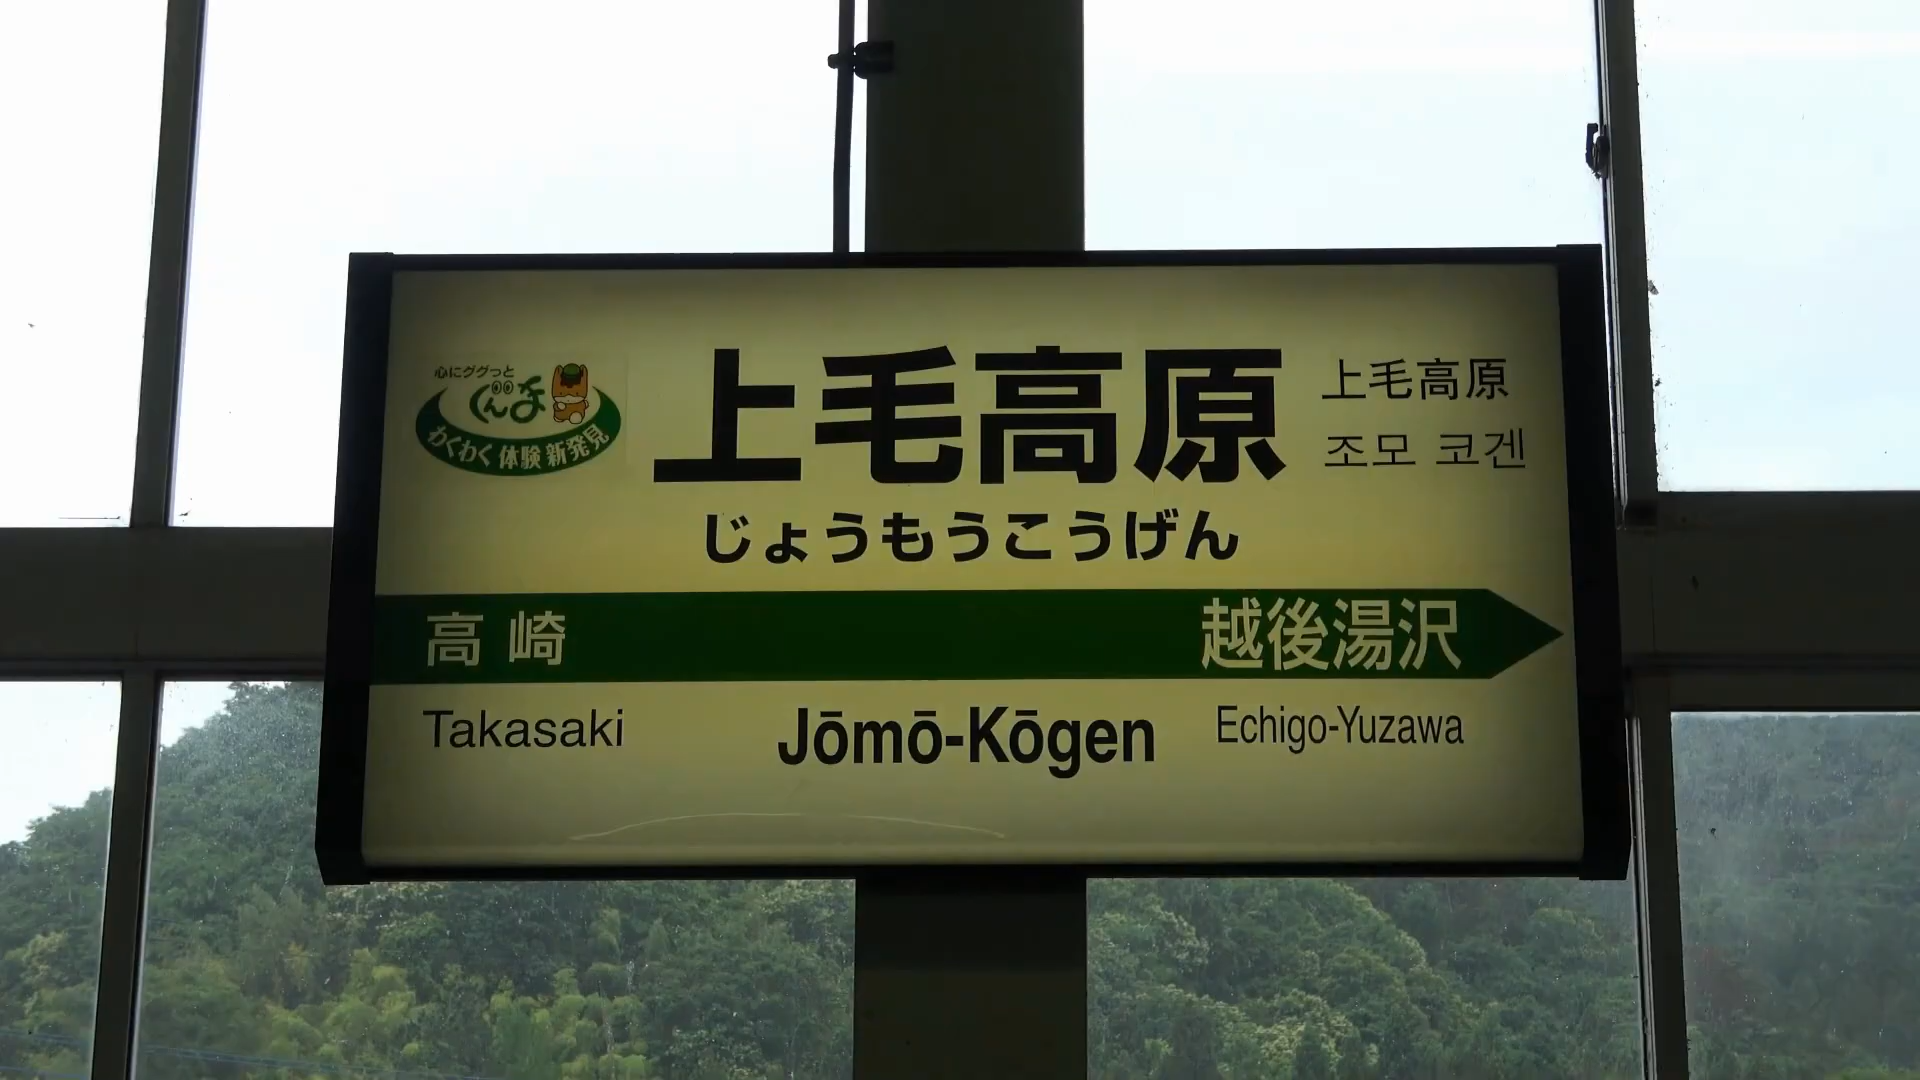 心にググっと
ぐんま
わくわく 体験 新発見
上毛高原
上毛高原
조모 코겐
じょうもうこうげん
高崎 越後湯沢
Takasaki Jōmō-Kōgen Echigo-Yuzawa